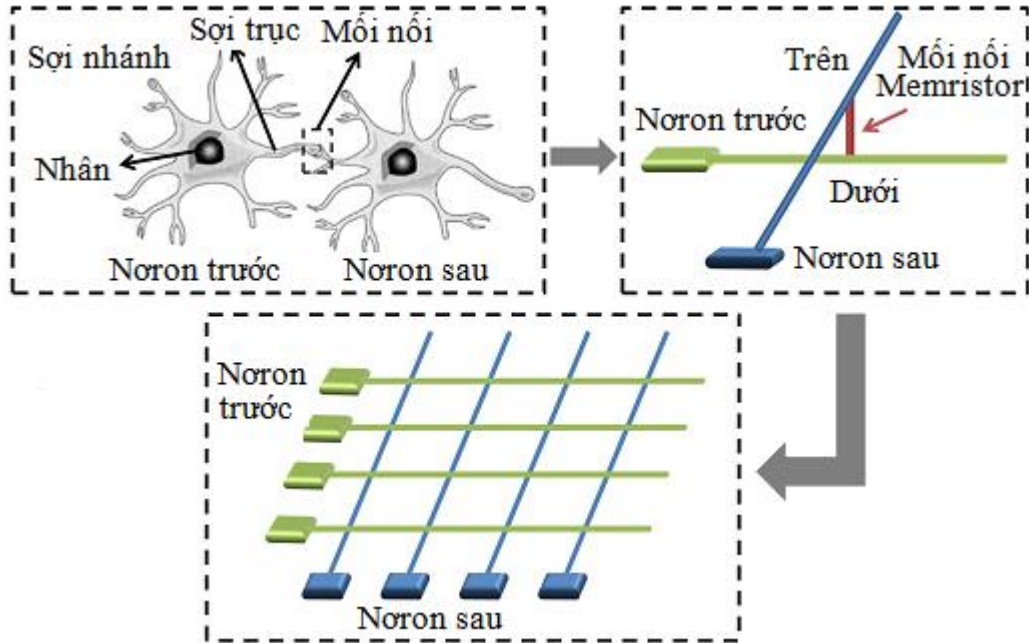 Sợi trục
Mối nối
Sợi nhánh
Nhân
Nơron trước
Nơron sau
Trên
Mối nối
Memristor
Nơron trước
Dưới
Nơron sau
Nơron
trước
Nơron sau